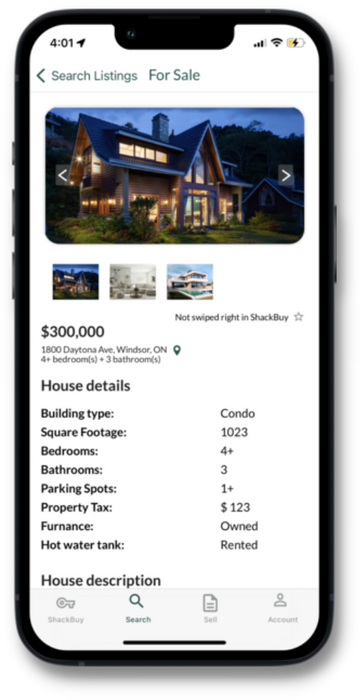 4:01
Search Listings For Sale
Not swiped right in ShackBuy
$300,000
1800 Daytona Ave, Windsor, ON
4+ bedroom(s) + 3 bathroom(s)
House details
Building type: Condo
Square Footage: 1023
Bedrooms: 4+
Bathrooms: 3
Parking Spots: 1+
Property Tax: $ 123
Furnance: Owned
Hot water tank: Rented
House description
ShackBuy Search Sell Account